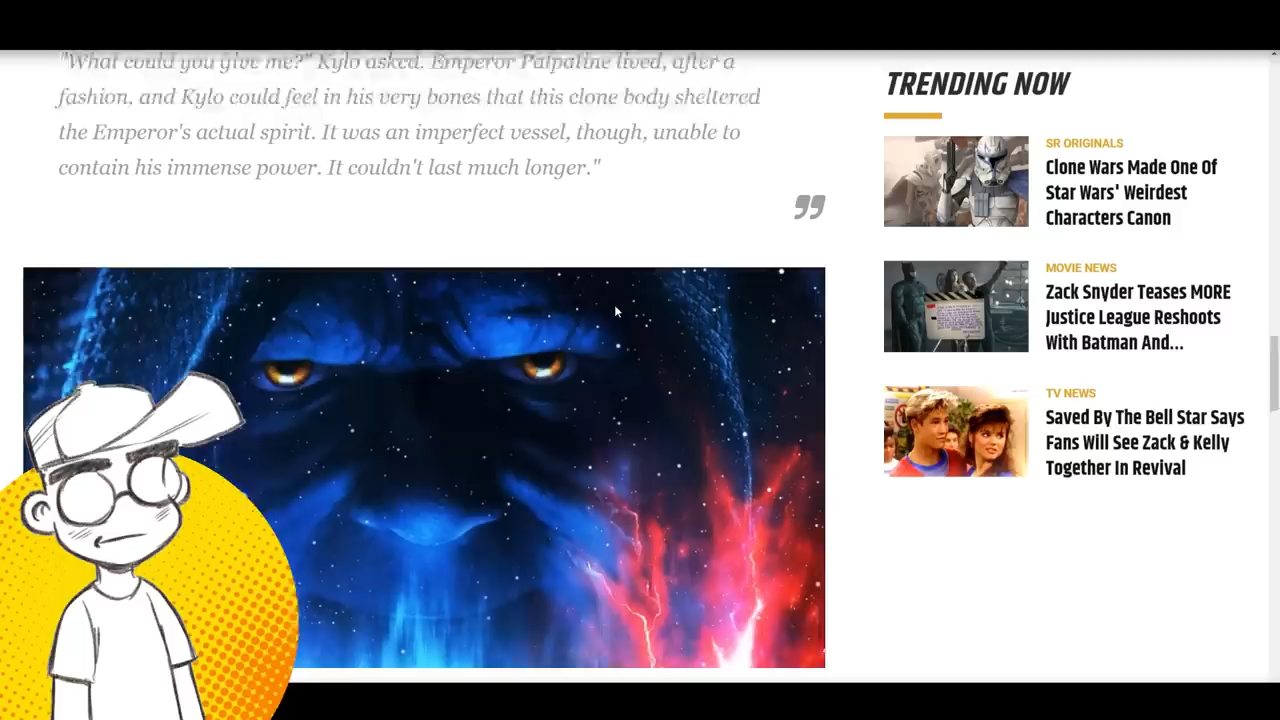 "What could you give me?" Kylo asked. Emperor Palpatine lived, after a
fashion, and Kylo could feel in his very bones that this clone body sheltered
the Emperor's actual spirit. It was an imperfect vessel, though, unable to
contain his immense power. It couldn't last much longer."
”
TRENDING NOW
SR ORIGINALS
Clone Wars Made One Of
Star Wars' Weirdest
Characters Canon
MOVIE NEWS
Zack Snyder Teases MORE
Justice League Reshoots
With Batman And...
TV NEWS
Saved By The Bell Star Says
Fans Will See Zack & Kelly
Together In Revival